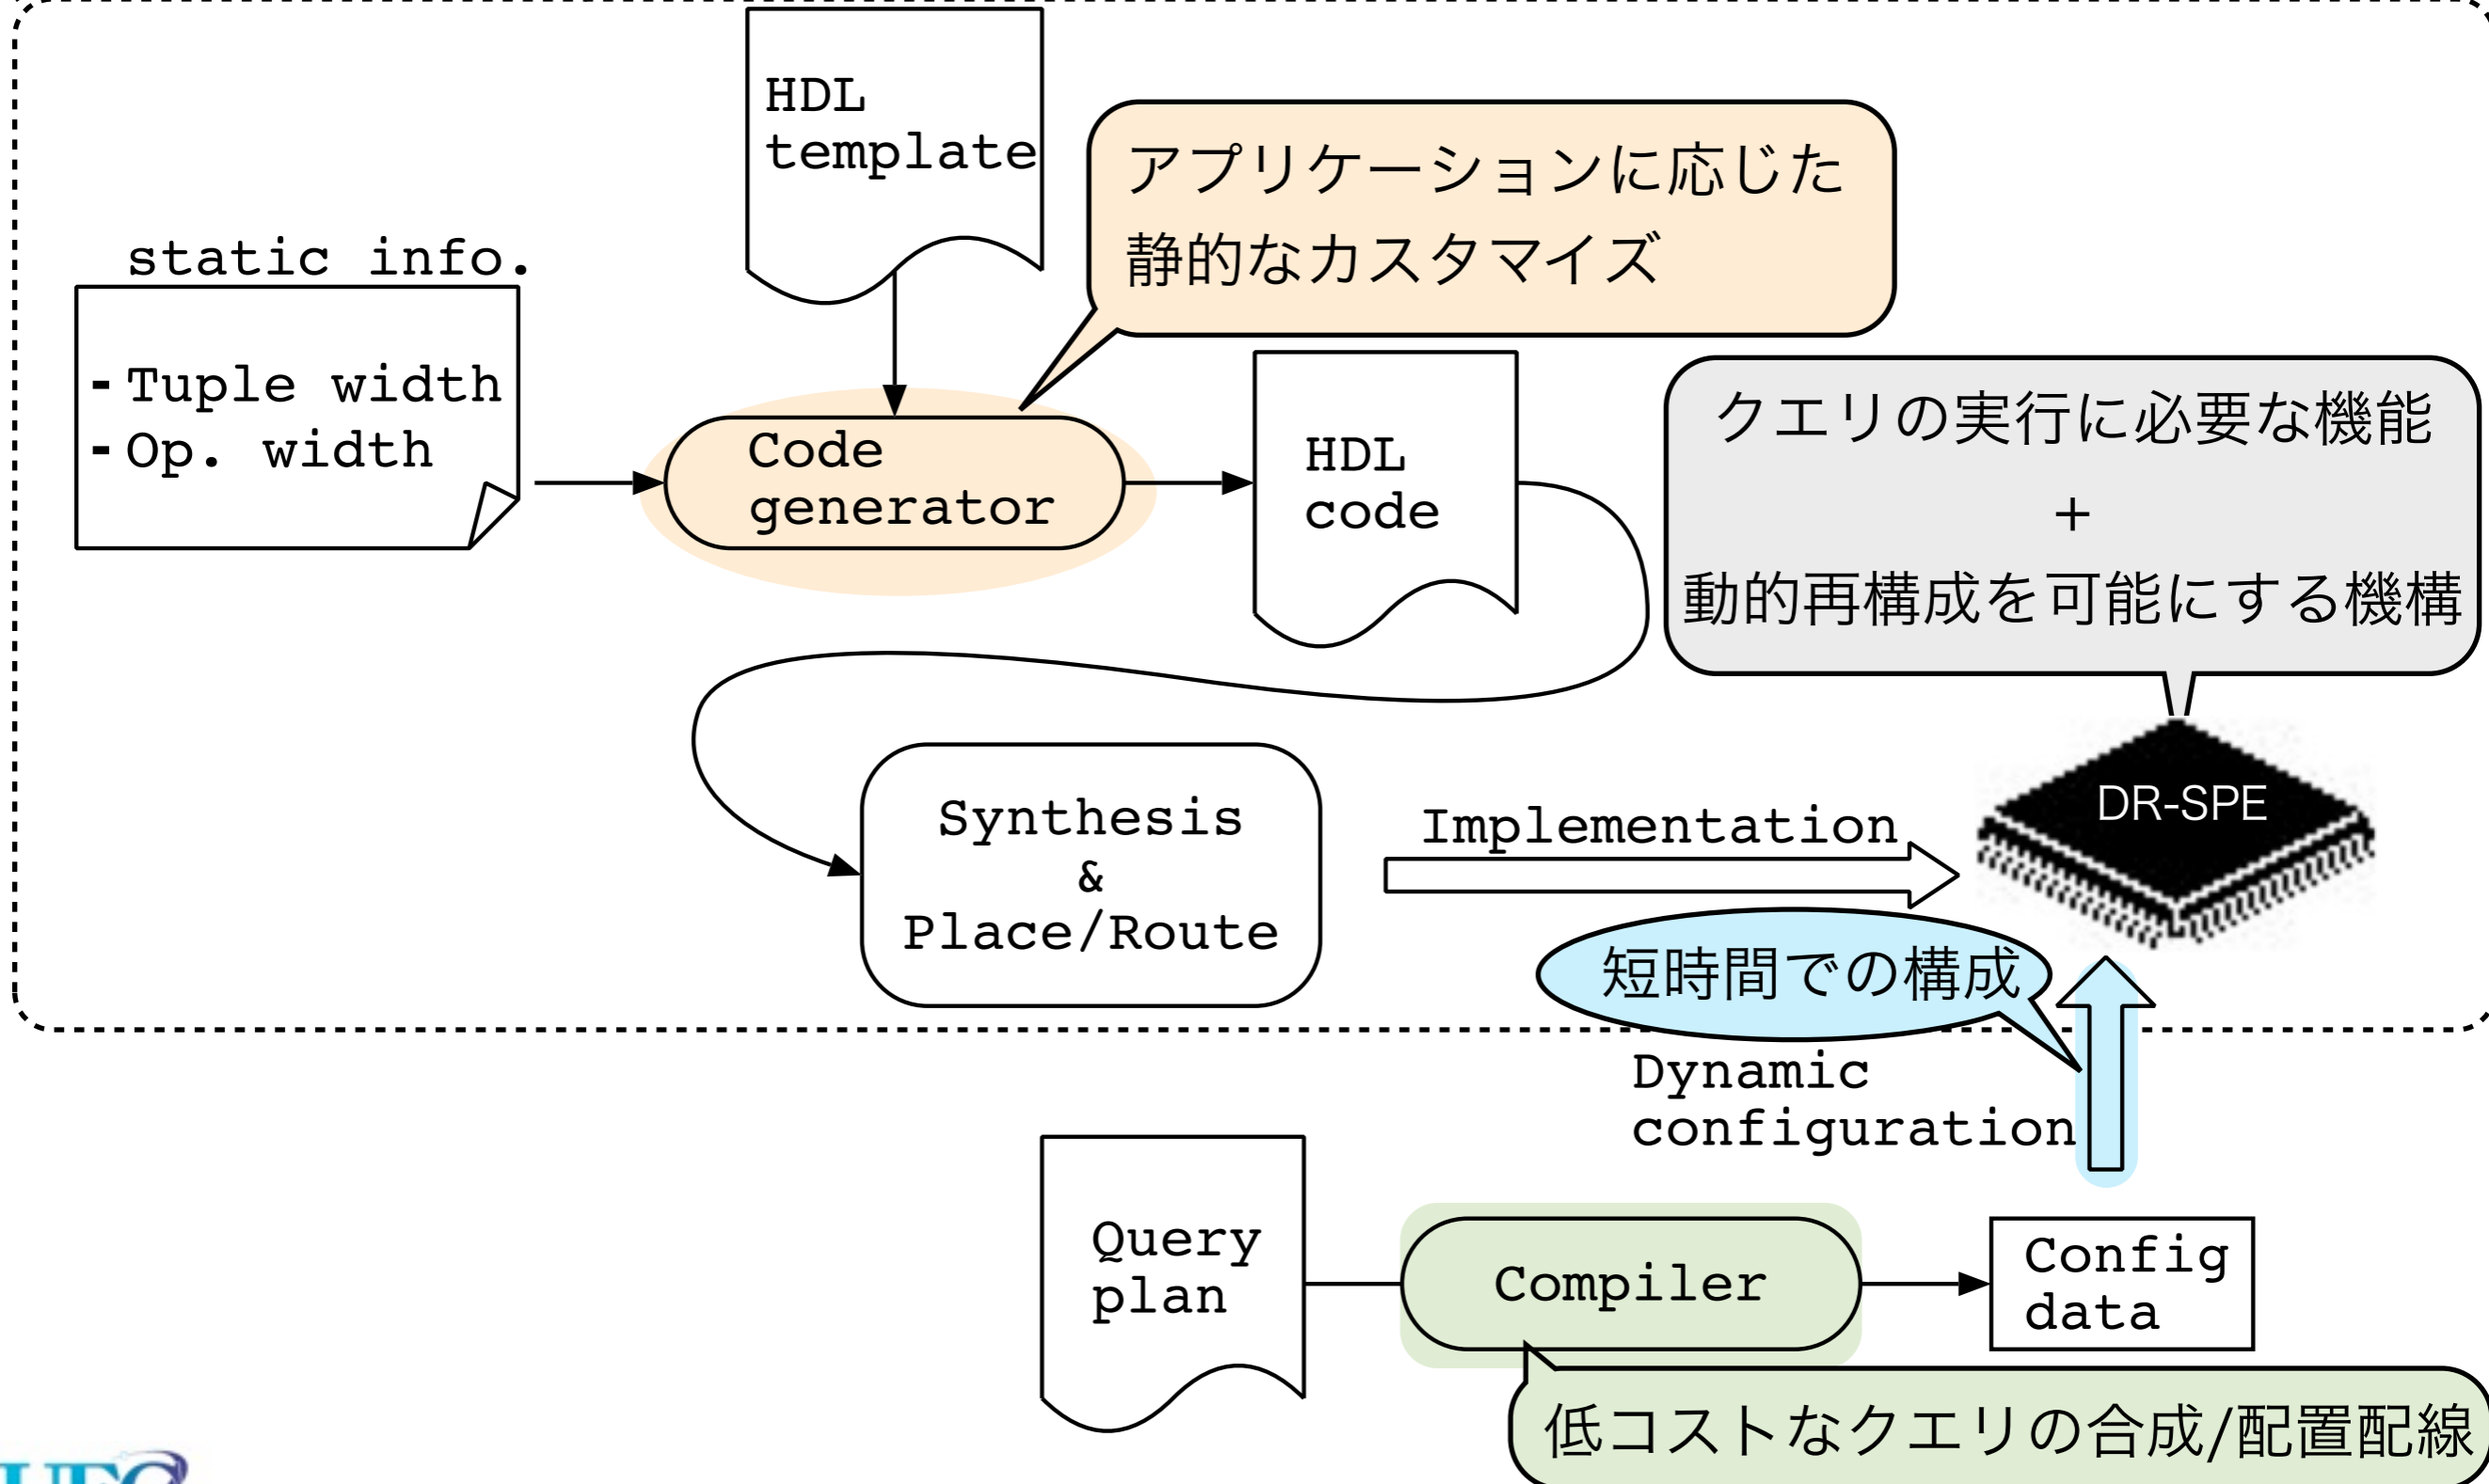 HDL
template
アプリケーションに応じた
静的なカスタマイズ
static info.
- Tuple width
- Op. width
Code
generator
HDL
code
クエリの実行に必要な機能
+
動的再構成を可能にする機構
Synthesis
&
Place/Route
Implementation
DR-SPE
短時間での構成
Dynamic
configuration
Query
plan
Compiler
Config
data
低コストなクエリの合成/配置配線